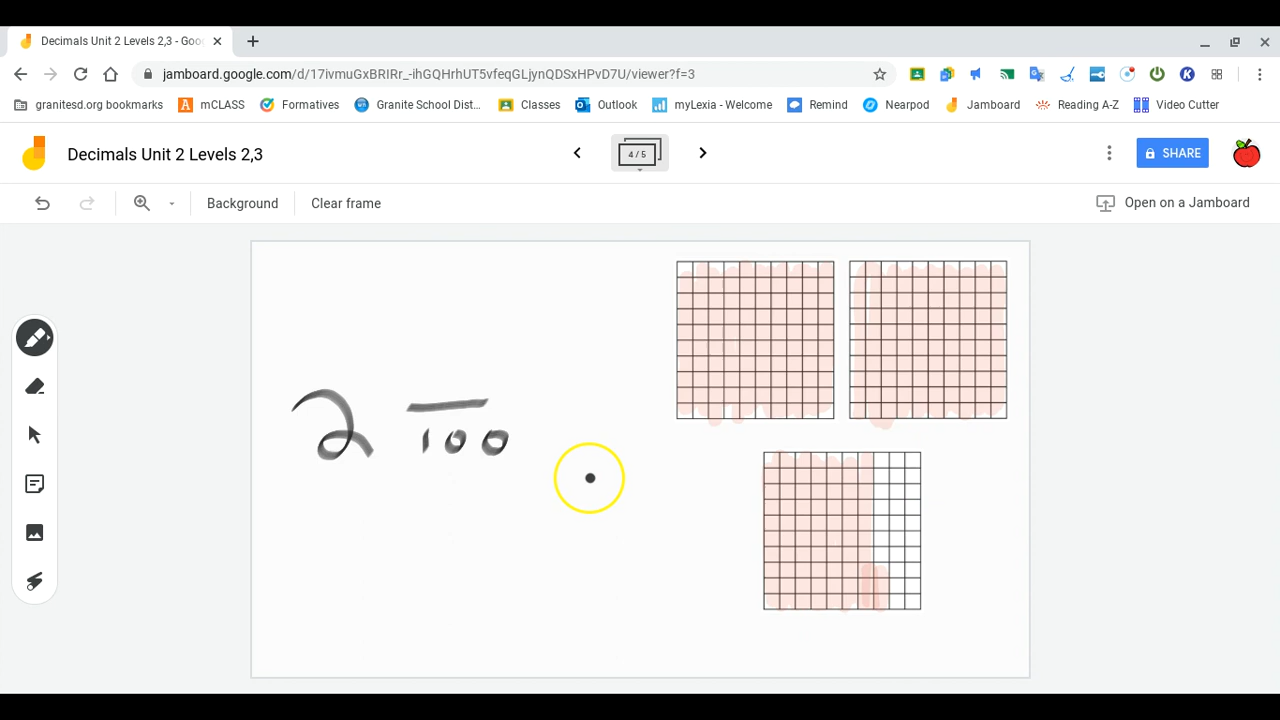 Decimals Unit 2 Levels 2,3 - Goo
jamboard.google.com/d/17ivmuGxBRIRr_-ihGQHrhUT5vfeqGLjynQDSxHPvD7U/viewer?f=3
granitesd.org bookmarks mCLASS Formatives Granite School Dist... Classes Outlook myLexia - Welcome Remind Nearpod Jamboard Reading A-Z Video Cutter
Decimals Unit 2 Levels 2,3
4 / 5
SHARE
Background
Clear frame
Open on a Jamboard
2
100